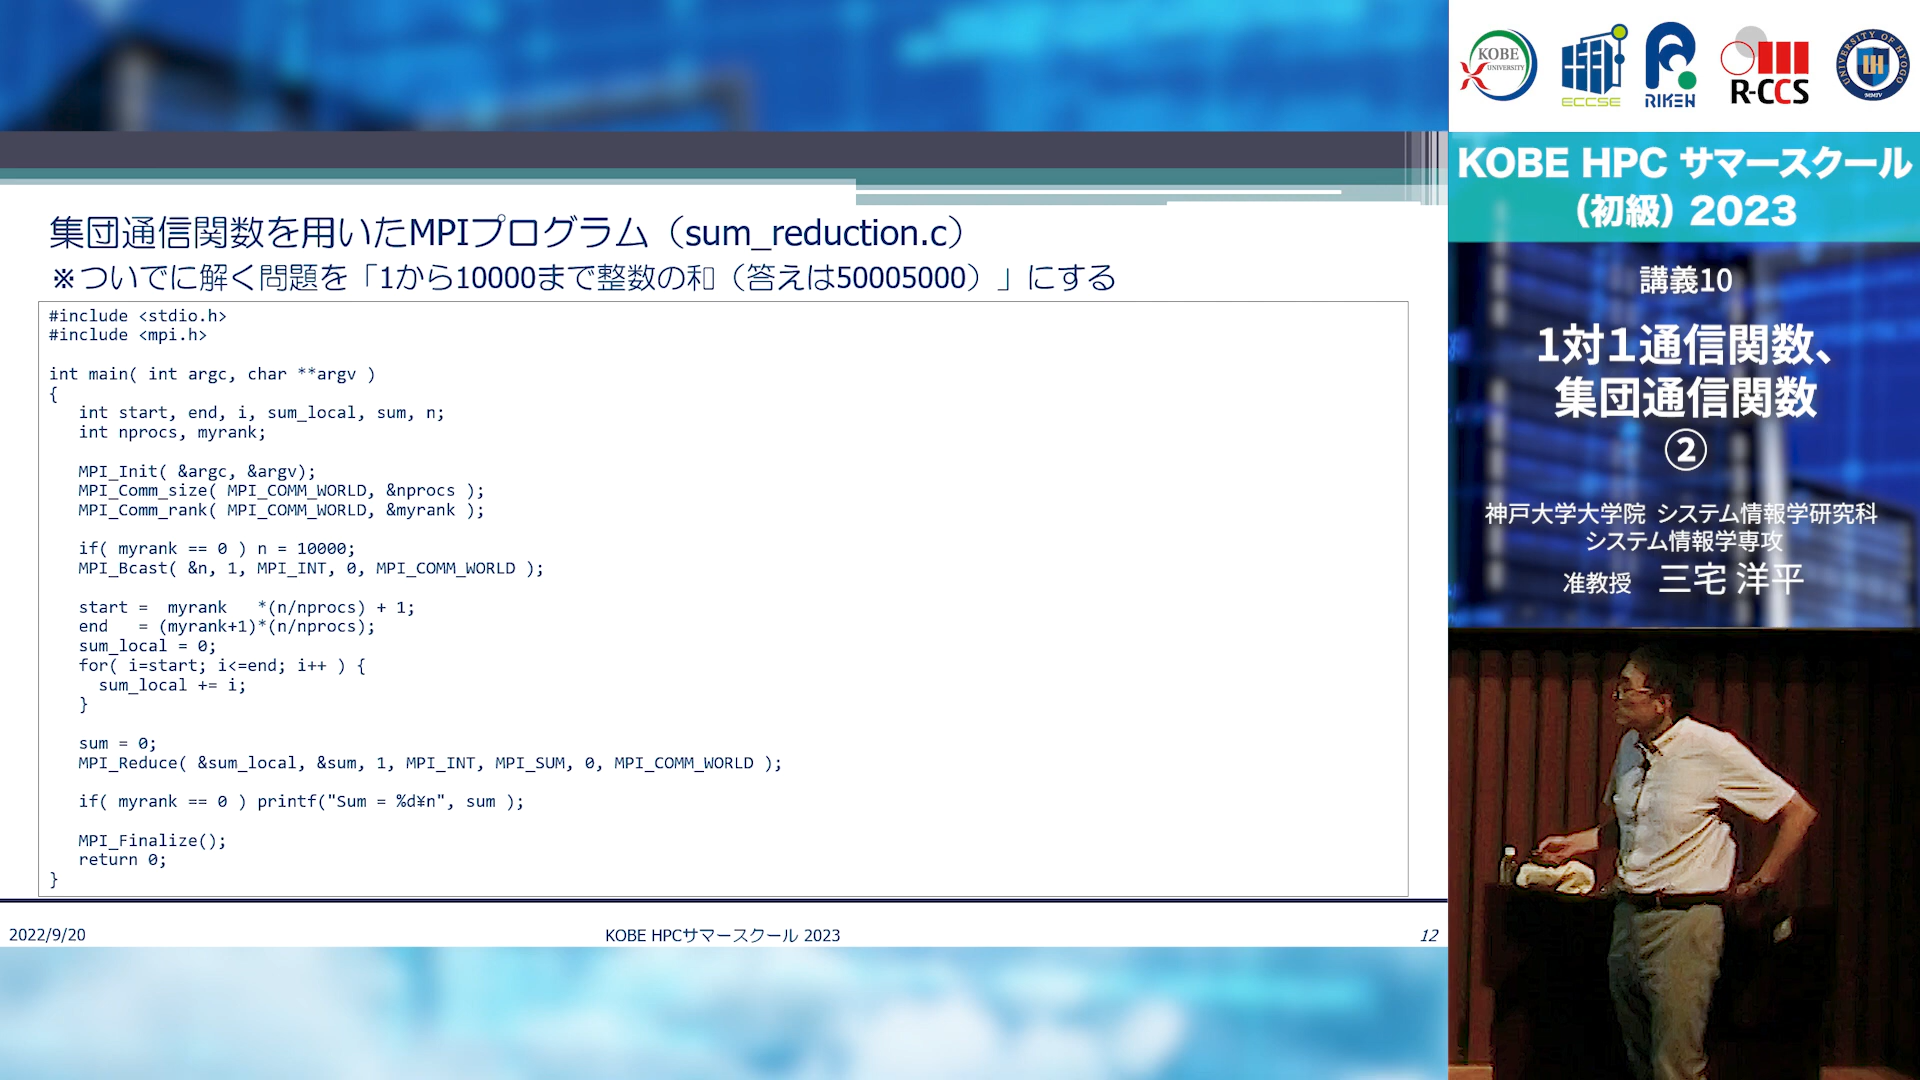 集団通信関数を用いたMPIプログラム（sum_reduction.c）
※ついでに解く問題を「1から10000まで整数の和（答えは50005000）」にする
#include <stdio.h>
#include <mpi.h>
int main( int argc, char **argv )
{
int start, end, i, sum_local, sum, n;
int nprocs, myrank;
MPI_Init( &argc, &argv);
MPI_Comm_size( MPI_COMM_WORLD, &nprocs );
MPI_Comm_rank( MPI_COMM_WORLD, &myrank );
if( myrank == 0 ) n = 10000;
MPI_Bcast( &n, 1, MPI_INT, 0, MPI_COMM_WORLD );
start =  myrank   *(n/nprocs) + 1;
end   = (myrank+1)*(n/nprocs);
sum_local = 0;
for( i=start; i<=end; i++ ) {
sum_local += i;
}
sum = 0;
MPI_Reduce( &sum_local, &sum, 1, MPI_INT, MPI_SUM, 0, MPI_COMM_WORLD );
if( myrank == 0 ) printf("Sum = %d¥n", sum );
MPI_Finalize();
return 0;
}
2022/9/20
KOBE HPCサマースクール 2023
12
KOBE
UNIVERSITY
ECCSE
RIKEN
R-CCS
UNIVERSITY OF HYOGO
KOBE HPC サマースクール
（初級）2023
講義10
1対１通信関数、
集団通信関数
②
神戸大学大学院 システム情報学研究科
システム情報学専攻
准教授 三宅 洋平